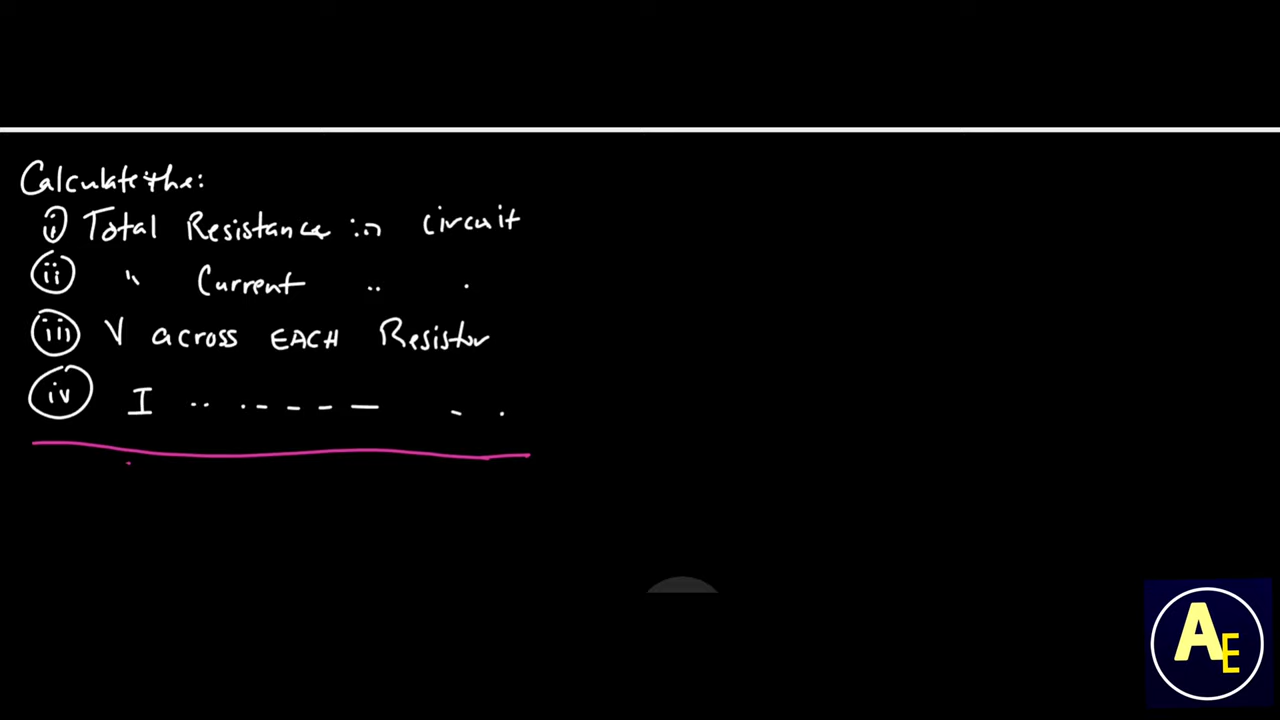 Calculate the:
i) Total Resistance in circuit
ii " Current .. .
iii V across EACH Resistor
iv I .. . - - - — - .
AE